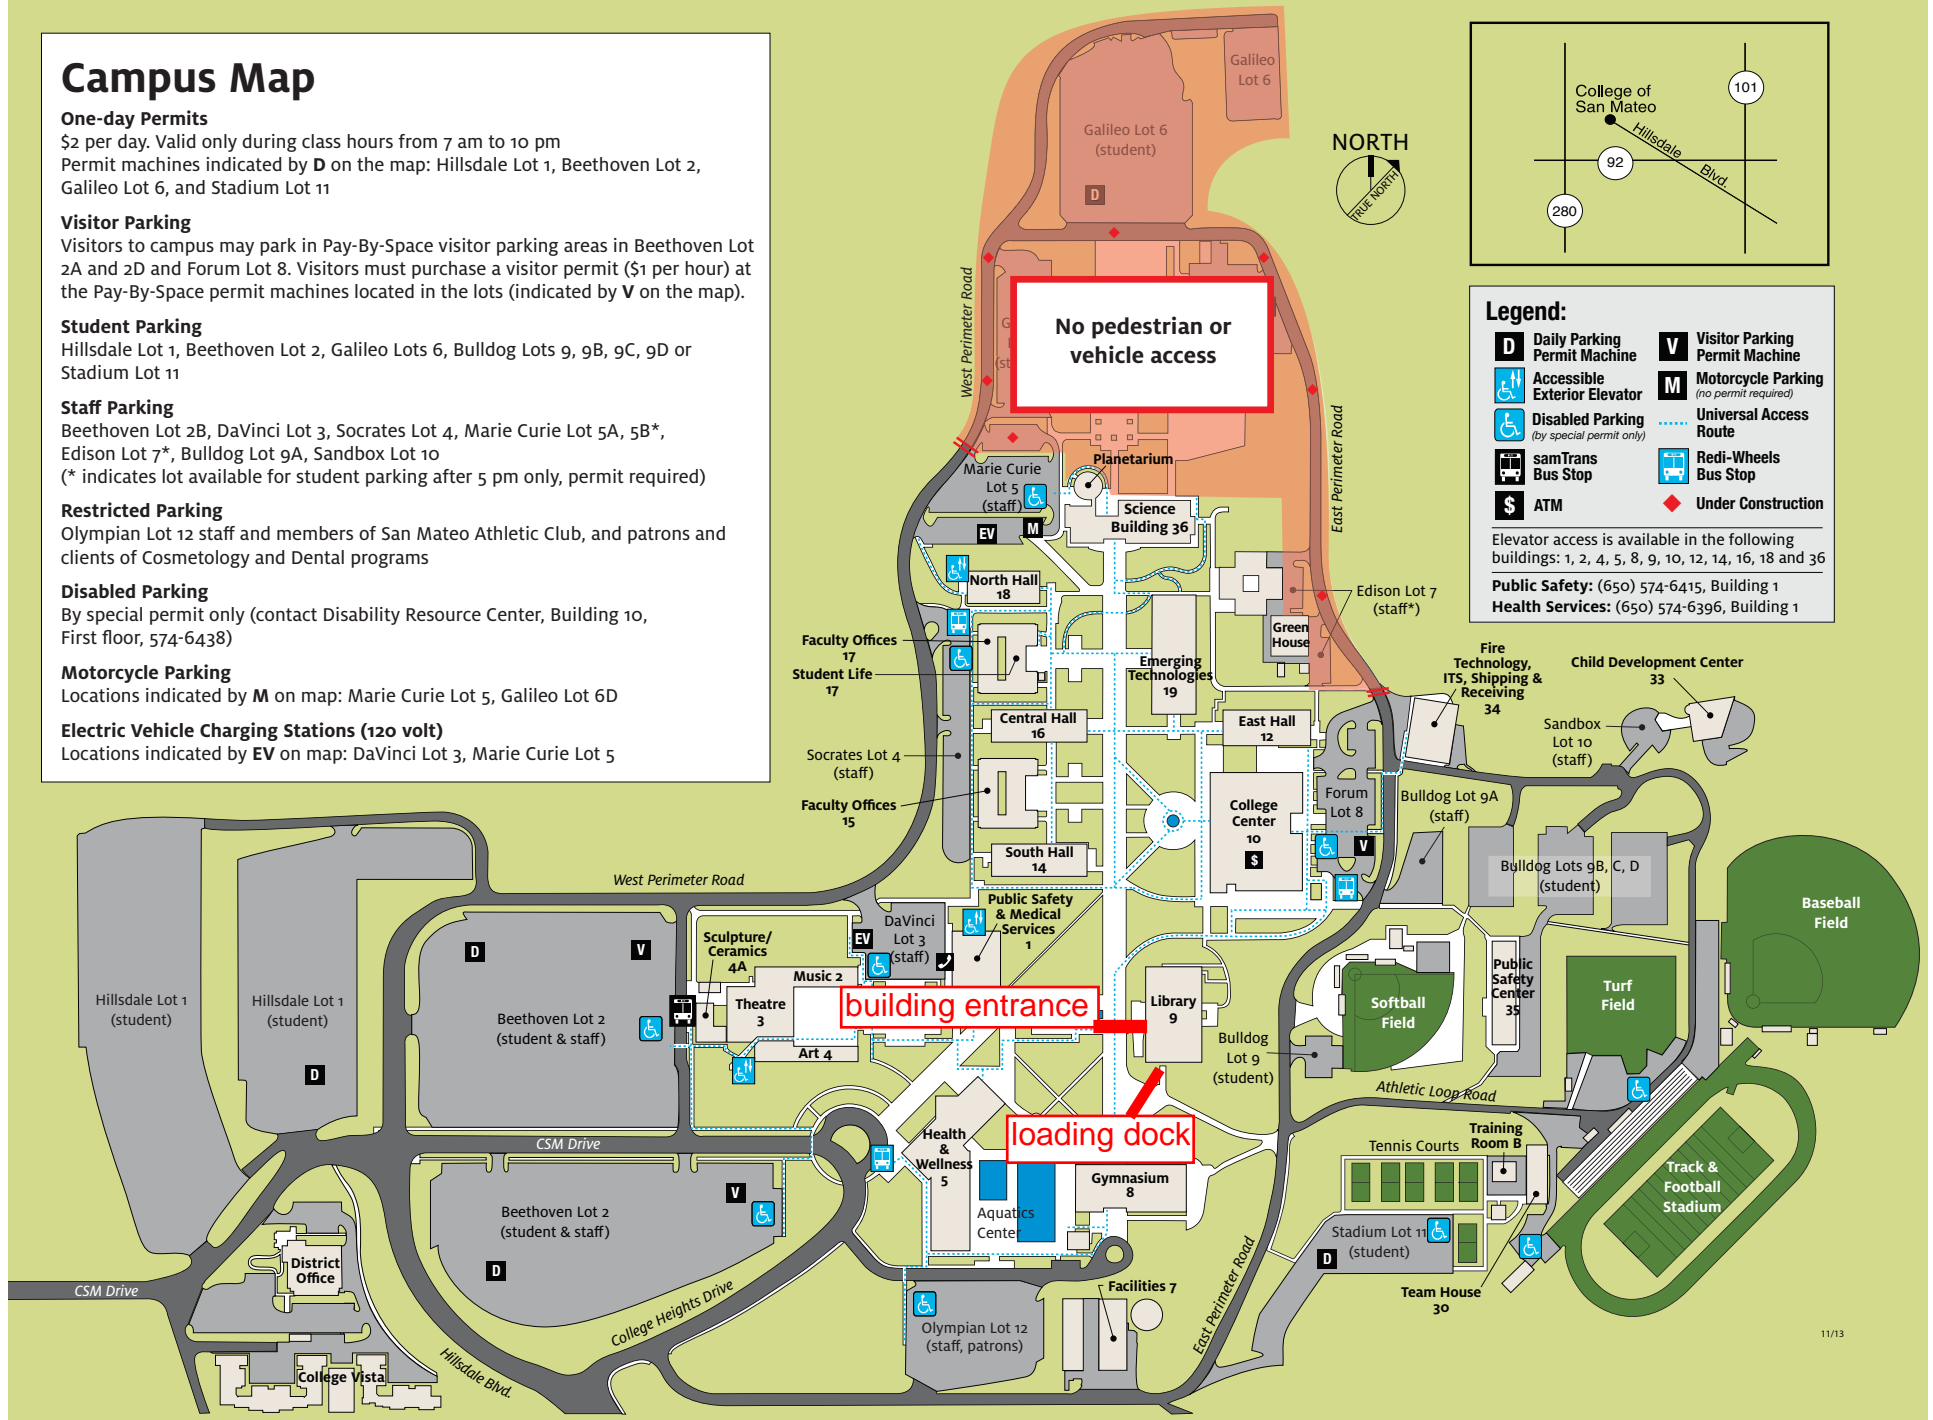 Campus Map
One-day Permits
$2 per day. Valid only during class hours from 7 am to 10 pm
Permit machines indicated by D on the map: Hillsdale Lot 1, Beethoven Lot 2,
Galileo Lot 6, and Stadium Lot 11
Visitor Parking
Visitors to campus may park in Pay-By-Space visitor parking areas in Beethoven Lot
2A and 2D and Forum Lot 8. Visitors must purchase a visitor permit ($1 per hour) at
the Pay-By-Space permit machines located in the lots (indicated by V on the map).
Student Parking
Hillsdale Lot 1, Beethoven Lot 2, Galileo Lots 6, Bulldog Lots 9, 9B, 9C, 9D or
Stadium Lot 11
Staff Parking
Beethoven Lot 2B, DaVinci Lot 3, Socrates Lot 4, Marie Curie Lot 5A, 5B*,
Edison Lot 7*, Bulldog Lot 9A, Sandbox Lot 10
(* indicates lot available for student parking after 5 pm only, permit required)
Restricted Parking
Olympian Lot 12 staff and members of San Mateo Athletic Club, and patrons and
clients of Cosmetology and Dental programs
Disabled Parking
By special permit only (contact Disability Resource Center, Building 10,
First floor, 574-6438)
Motorcycle Parking
Locations indicated by M on map: Marie Curie Lot 5, Galileo Lot 6D
Electric Vehicle Charging Stations (120 volt)
Locations indicated by EV on map: DaVinci Lot 3, Marie Curie Lot 5
Galileo
Lot 6
Galileo Lot 6
(student)
D
NORTH
TRUE NORTH
College of
San Mateo
101
Hillsdale
Blvd.
92
280
Legend:
D
Daily Parking
Permit Machine
V
Visitor Parking
Permit Machine
Accessible
Exterior Elevator
M
Motorcycle Parking
(no permit required)
Disabled Parking
(by special permit only)
Universal Access
Route
samTrans
Bus Stop
Redi-Wheels
Bus Stop
$
ATM
Under Construction
Elevator access is available in the following
buildings: 1, 2, 4, 5, 8, 9, 10, 12, 14, 16, 18 and 36
Public Safety: (650) 574-6415, Building 1
Health Services: (650) 574-6396, Building 1
West Perimeter Road
No pedestrian or
vehicle access
East Perimeter Road
Marie Curie
Lot 5
(staff)
Planetarium
Science
Building 36
EV
M
North Hall
18
Edison Lot 7
(staff*)
Green
House
Faculty Offices
17
Student Life
17
Emerging
Technologies
19
Fire
Technology,
ITS, Shipping &
Receiving
34
Child Development Center
33
Central Hall
16
East Hall
12
Sandbox
Lot 10
(staff)
Socrates Lot 4
(staff)
Faculty Offices
15
College
Center
10
$
Forum
Lot 8
V
Bulldog Lot 9A
(staff)
South Hall
14
Bulldog Lots 9B, C, D
(student)
West Perimeter Road
Public Safety
& Medical
Services
1
DaVinci
Lot 3
(staff)
EV
Baseball
Field
Hillsdale Lot 1
(student)
Hillsdale Lot 1
(student)
D
D
V
Beethoven Lot 2
(student & staff)
D
Sculpture/
Ceramics
4A
Music 2
Theatre
3
Art 4
building entrance
Library
9
Softball
Field
Public
Safety
Center
35
Turf
Field
Bulldog
Lot 9
(student)
Athletic Loop Road
loading dock
CSM Drive
Health
&
Wellness
5
Gymnasium
8
Aquatics
Center
Tennis Courts
Training
Room B
Track &
Football
Stadium
Beethoven Lot 2
(student & staff)
V
D
Stadium Lot 11
(student)
D
Team House
30
District
Office
CSM Drive
College Heights Drive
Hillsdale Blvd.
College Vista
Olympian Lot 12
(staff, patrons)
Facilities 7
East Perimeter Road
11/13